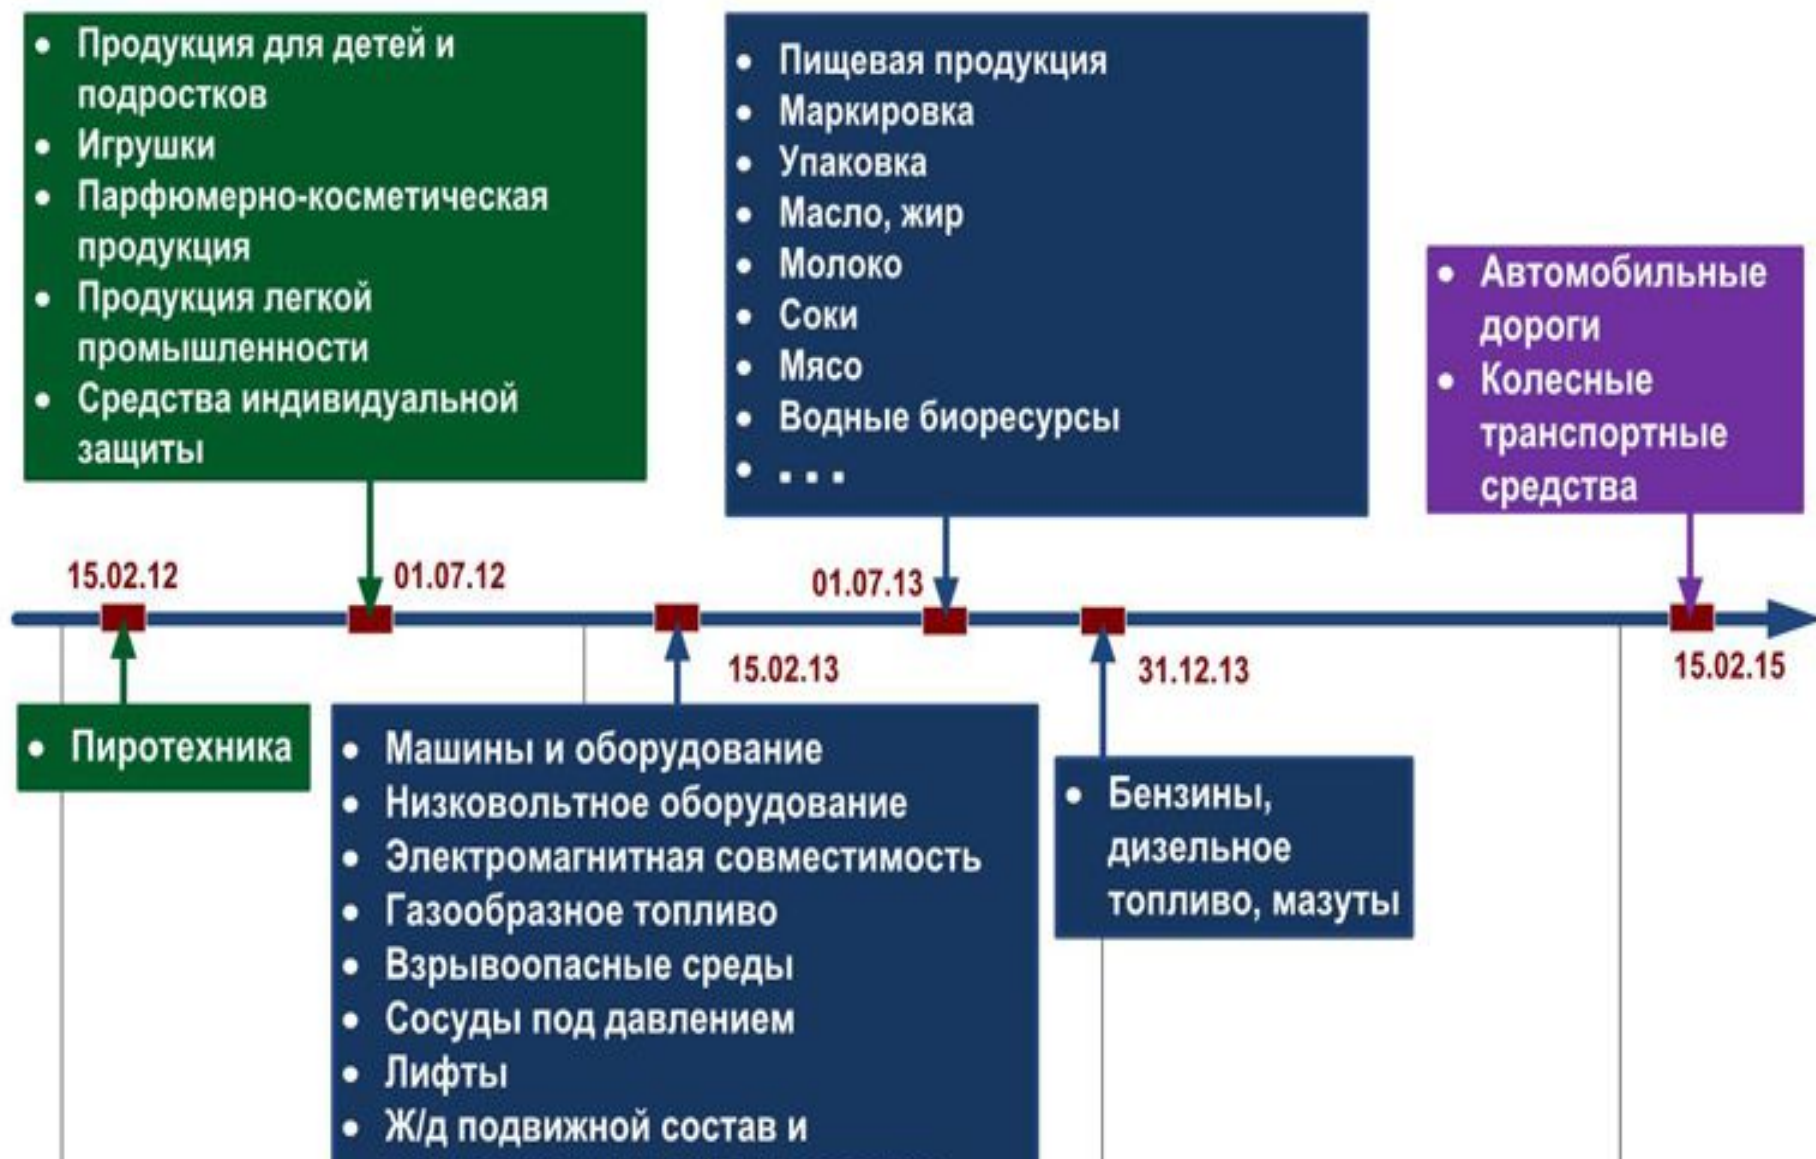 • Продукция для детей и
подростков
• Игрушки
• Парфюмерно-косметическая
продукция
• Продукция легкой
промышленности
• Средства индивидуальной
защиты
• Пищевая продукция
• Маркировка
• Упаковка
• Масло, жир
• Молоко
• Соки
• Мясо
• Водные биоресурсы
• ...
• Автомобильные
дороги
• Колесные
транспортные
средства
15.02.12
01.07.12
01.07.13
15.02.13
31.12.13
15.02.15
• Пиротехника
• Машины и оборудование
• Низковольтное оборудование
• Электромагнитная совместимость
• Газообразное топливо
• Взрывоопасные среды
• Сосуды под давлением
• Лифты
• Ж/д подвижной состав и
• Бензины,
дизельное
топливо, мазуты